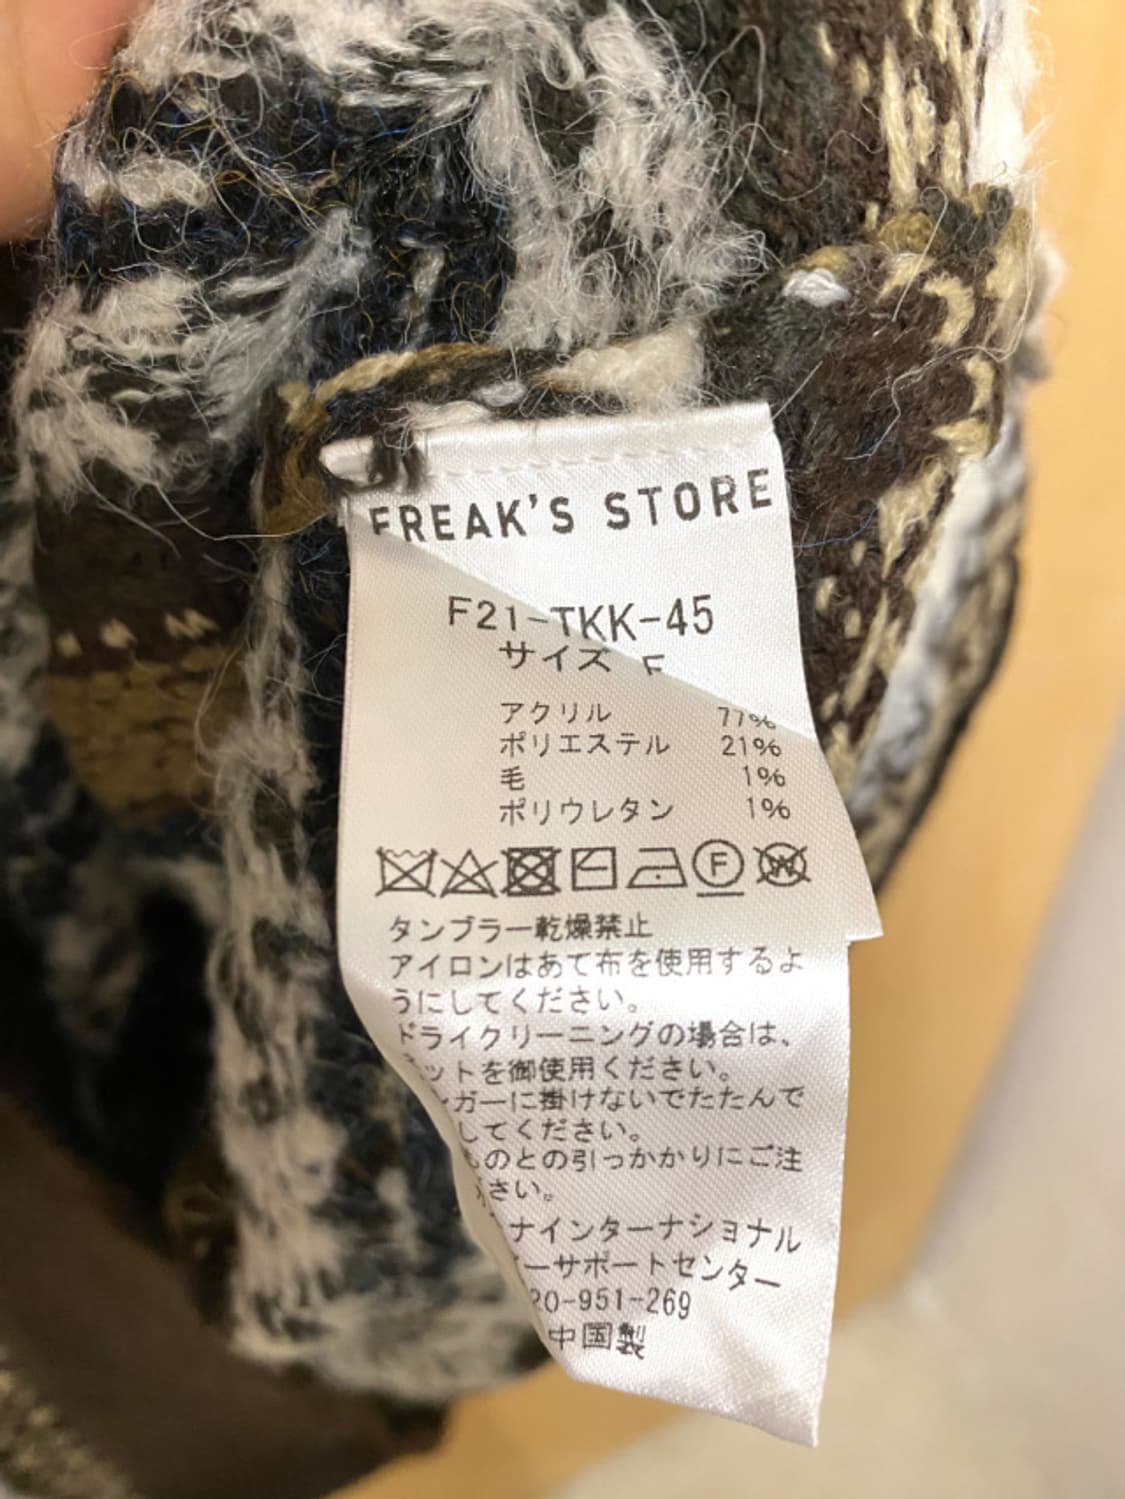 FREAK'S STORE
F21-TKK-45
サイズ F
アクリル 77%
ポリエステル 21%
毛 1%
ポリウレタン 1%
タンブラー乾燥禁止
アイロンはあて布を使用するよ
うにしてください。
ドライクリーニングの場合は、
ットを御使用ください。
ンガーに掛けないでたたんで
してください。
ものとの引っかかりにご注
さい。
ナインターナショナル
ーサポートセンター
20-951-269
中国製